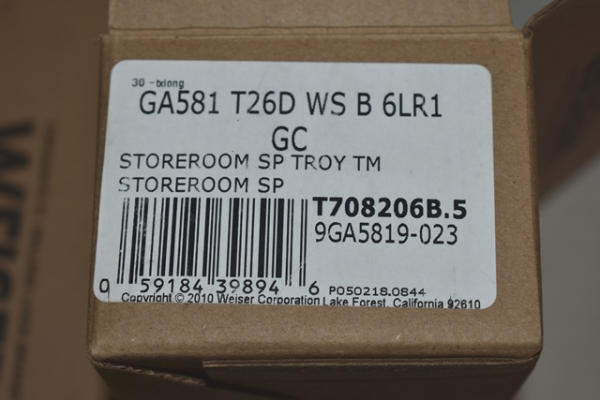 30 -txiong
GA581 T26D WS B 6LR1
GC
STOREROOM SP TROY TM
STOREROOM SP
T708206B.5
9GA5819-023
0 59184 39894 6
P050218.0844
Copyright © 2010 Weiser Corporation Lake Forest, California 92610